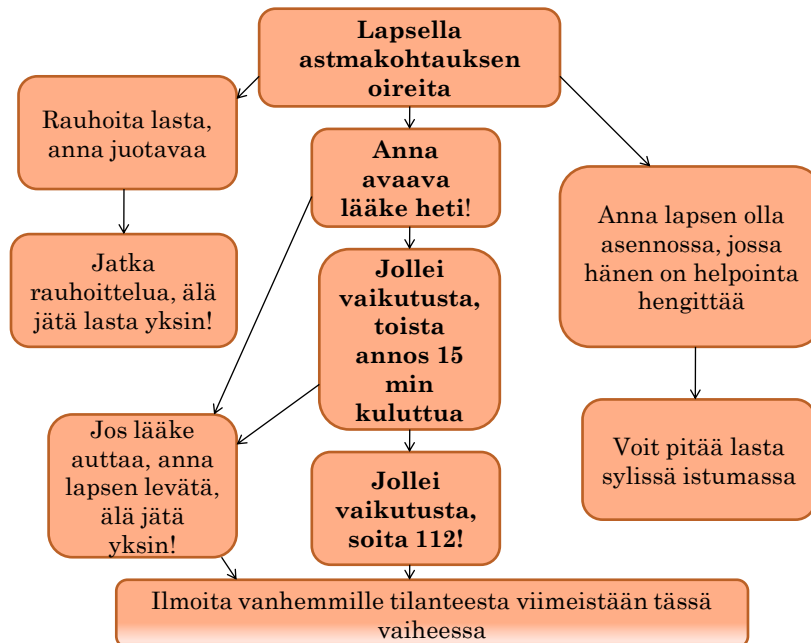 Lapsella
astmakohtauksen
oireita
Rauhoita lasta,
anna juotavaa
Anna
avaava
lääke heti!
Anna lapsen olla
asennossa, jossa
hänen on helpointa
hengittää
Jatka
rauhoittelua, älä
jätä lasta yksin!
Jollei
vaikutusta,
toista
annos 15
min
kuluttua
Jos lääke
auttaa, anna
lapsen levätä,
älä jätä
yksin!
Jollei
vaikutusta,
soita 112!
Voit pitää lasta
sylissä istumassa
Ilmoita vanhemmille tilanteesta viimeistään tässä
vaiheessa